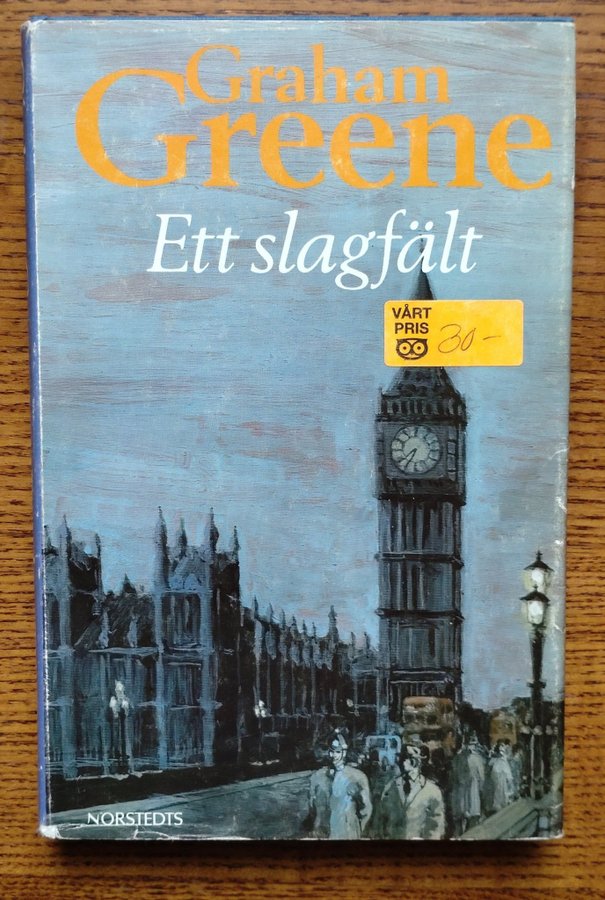 Graham
Greene
Ett slagfält
VÅRT
PRIS
30-
NORSTEDTS